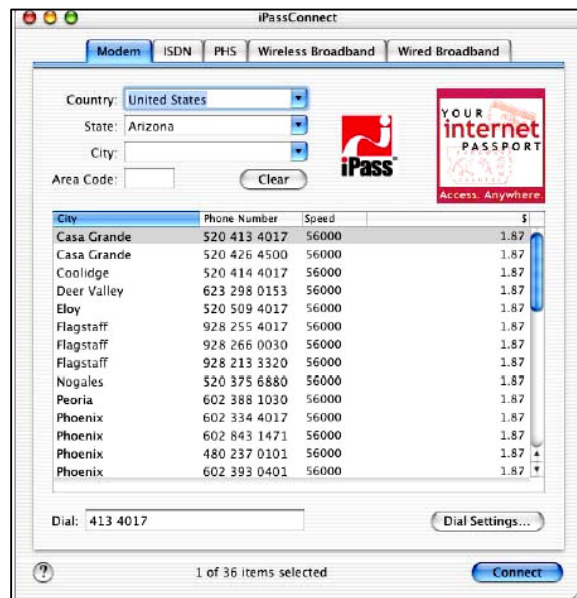 iPassConnect
Modem ISDN PHS Wireless Broadband Wired Broadband
Country: United States
State: Arizona
City:
Area Code: Clear
iPass
YOUR
internet
PASSPORT
Access. Anywhere.
City Phone Number Speed $
Casa Grande 520 413 4017 56000 1.87
Casa Grande 520 426 4500 56000 1.87
Coolidge 520 414 4017 56000 1.87
Deer Valley 623 298 0153 56000 1.87
Eloy 520 509 4017 56000 1.87
Flagstaff 928 255 4017 56000 1.87
Flagstaff 928 266 0030 56000 1.87
Flagstaff 928 213 3320 56000 1.87
Nogales 520 375 6880 56000 1.87
Peoria 602 388 1030 56000 1.87
Phoenix 602 334 4017 56000 1.87
Phoenix 602 843 1471 56000 1.87
Phoenix 480 237 0101 56000 1.87
Phoenix 602 393 0401 56000 1.87
Dial: 413 4017 Dial Settings...
? 1 of 36 items selected Connect